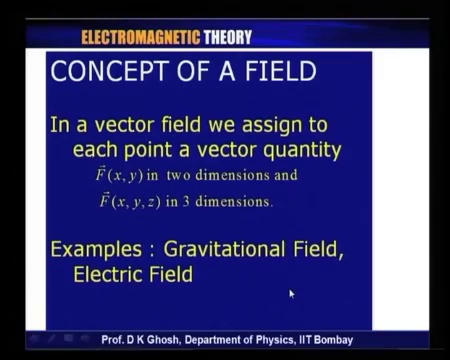 ELECTROMAGNETIC THEORY
CONCEPT OF A FIELD
In a vector field we assign to
each point a vector quantity
$\vec{F}(x, y)$ in two dimensions and
$\vec{F}(x, y, z)$ in 3 dimensions.
Examples : Gravitational Field,
Electric Field
Prof. D K Ghosh, Department of Physics, IIT Bombay